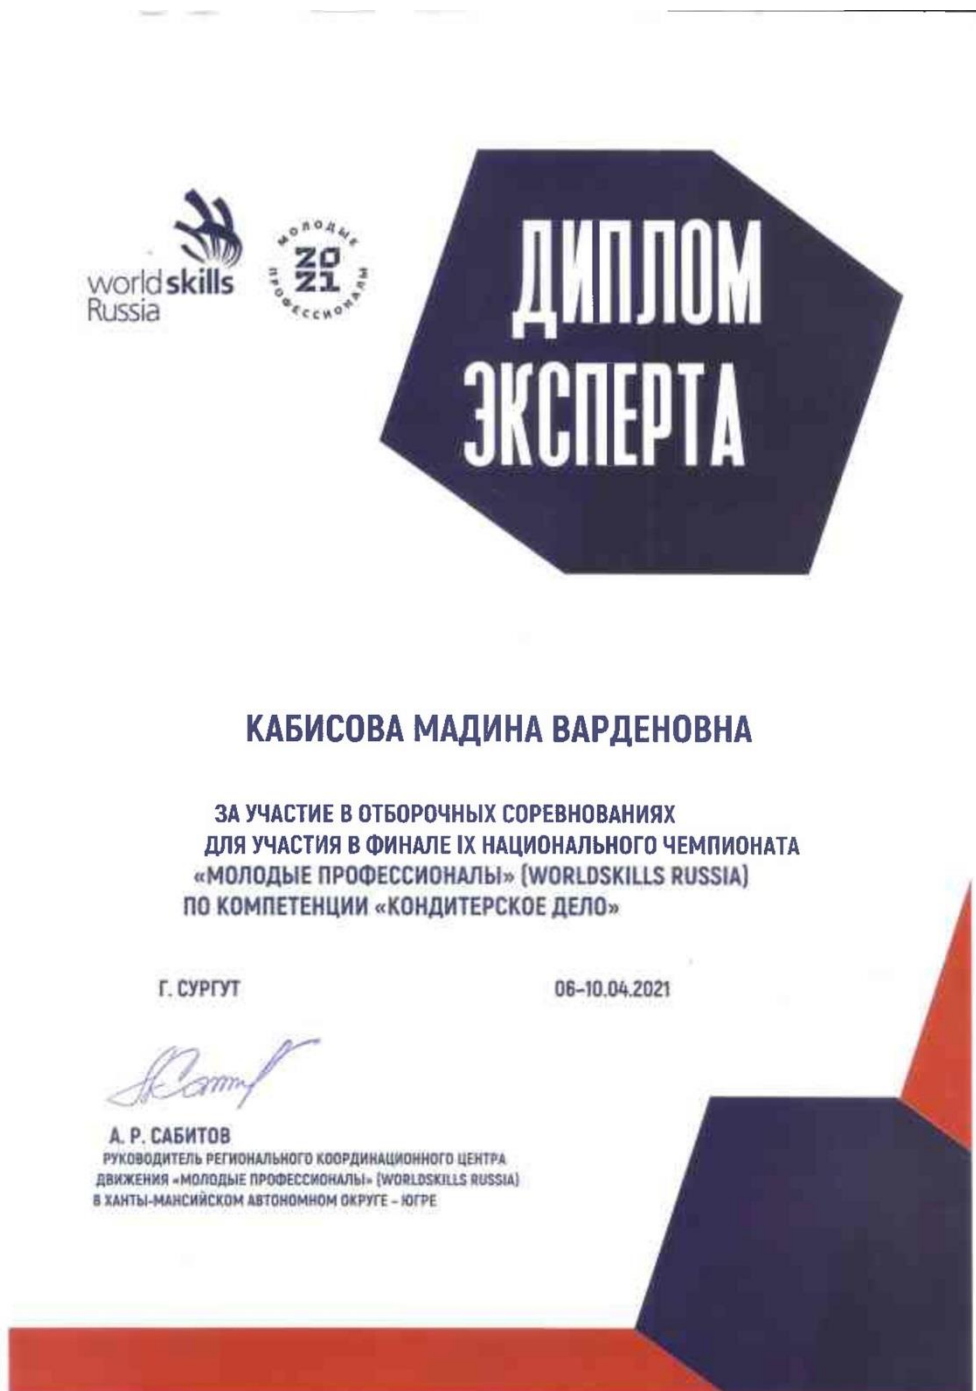 worldskills
Russia
МОЛОДЫЕ
ПРОФЕССИОНАЛЫ
20
21
ДИПЛОМ
ЭКСПЕРТА
КАБИСОВА МАДИНА ВАРДЕНОВНА
ЗА УЧАСТИЕ В ОТБОРОЧНЫХ СОРЕВНОВАНИЯХ
ДЛЯ УЧАСТИЯ В ФИНАЛЕ IX НАЦИОНАЛЬНОГО ЧЕМПИОНАТА
«МОЛОДЫЕ ПРОФЕССИОНАЛЫ» (WORLDSKILLS RUSSIA)
ПО КОМПЕТЕНЦИИ «КОНДИТЕРСКОЕ ДЕЛО»
Г. СУРГУТ
06–10.04.2021
А. Р. САБИТОВ
РУКОВОДИТЕЛЬ РЕГИОНАЛЬНОГО КООРДИНАЦИОННОГО ЦЕНТРА
ДВИЖЕНИЯ «МОЛОДЫЕ ПРОФЕССИОНАЛЫ» (WORLDSKILLS RUSSIA)
В ХАНТЫ-МАНСИЙСКОМ АВТОНОМНОМ ОКРУГЕ – ЮГРЕ